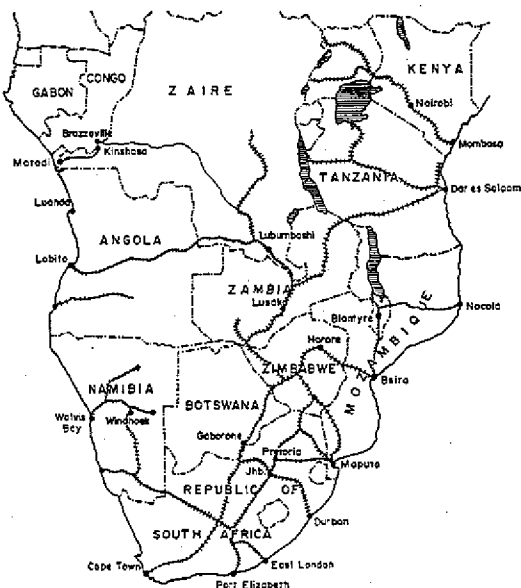 KENYA
CONGO
GABON
ZAIRE
Nairobi
Brazzaville
Kinshasa
Mombasa
Matadi
TANZANIA
Dar es Salaam
Luanda
ANGOLA
Lubumbashi
Lobito
ZAMBIA
Lusaka
Nacala
Blantyre
MOZAMBIQUE
Harare
ZIMBABWE
Beira
NAMIBIA
BOTSWANA
Walvis
Bay
Windhoek
Gaborone
Pretoria
Jhb.
Maputo
REPUBLIC OF
SOUTH AFRICA
Durban
Cape Town
East London
Port Elizabeth